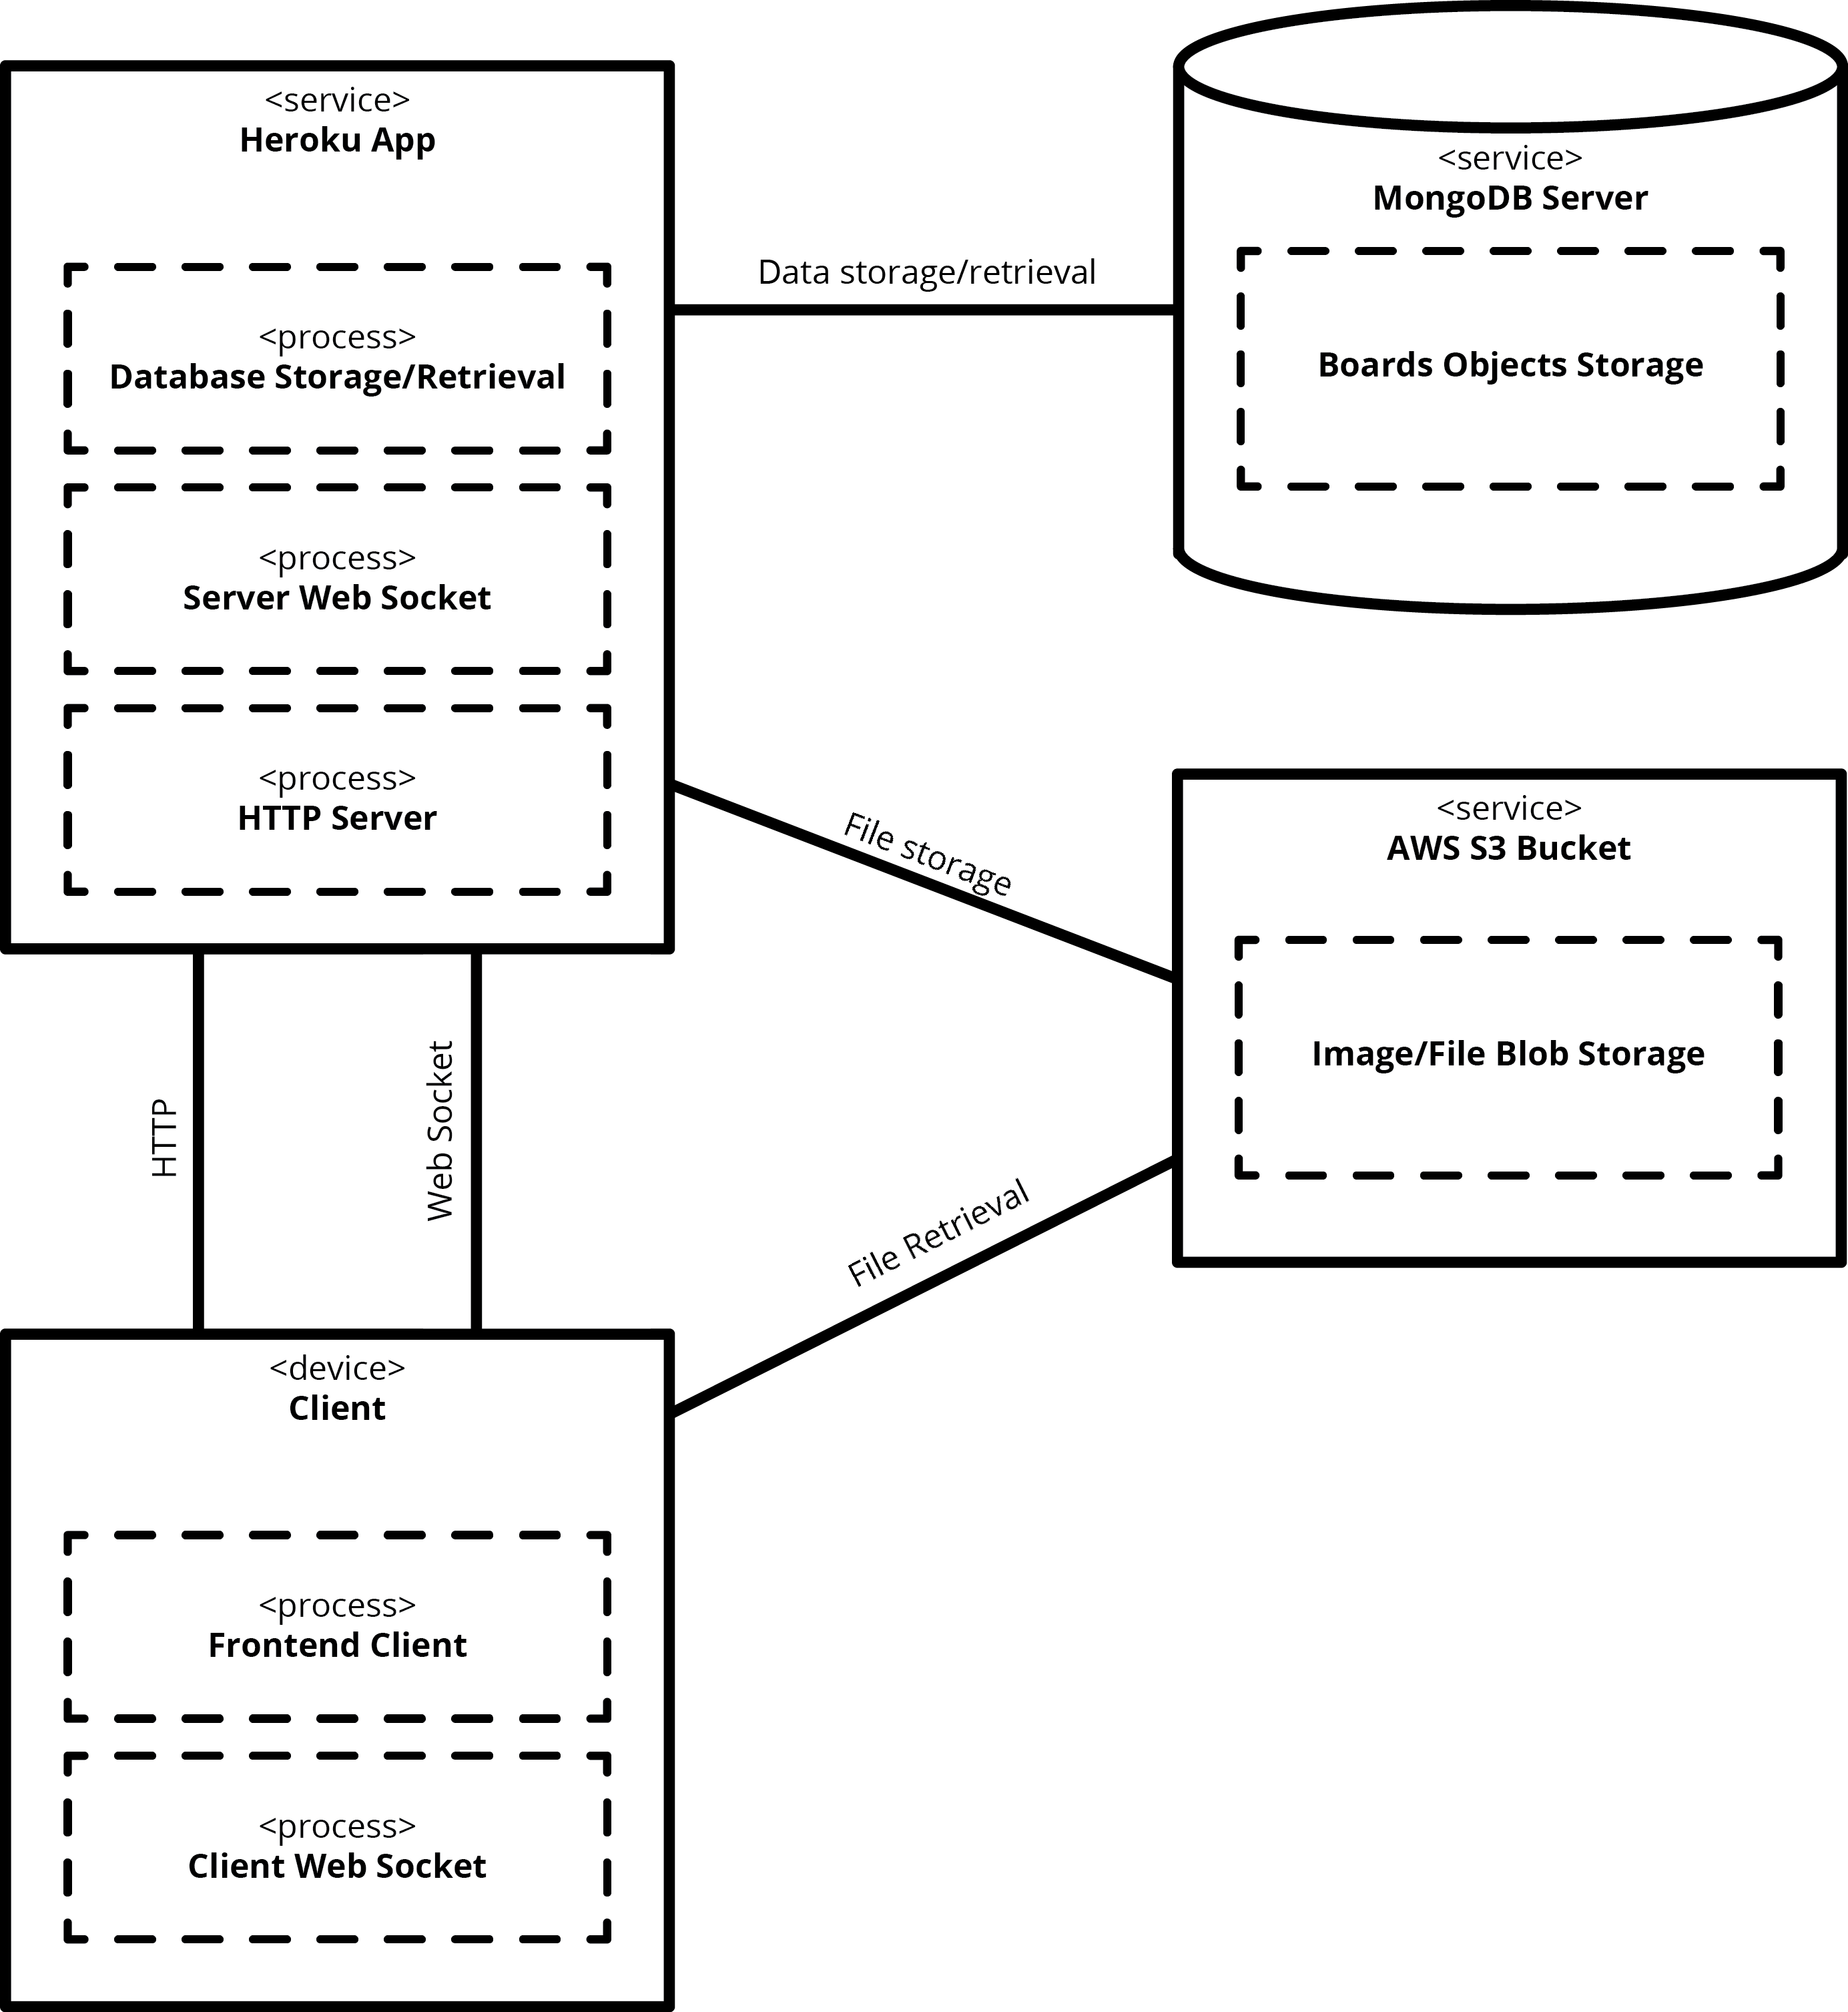 <service>
Heroku App
<process>
Database Storage/Retrieval
<process>
Server Web Socket
<process>
HTTP Server
Data storage/retrieval
<service>
MongoDB Server
Boards Objects Storage
File storage
<service>
AWS S3 Bucket
Image/File Blob Storage
HTTP
Web Socket
File Retrieval
<device>
Client
<process>
Frontend Client
<process>
Client Web Socket